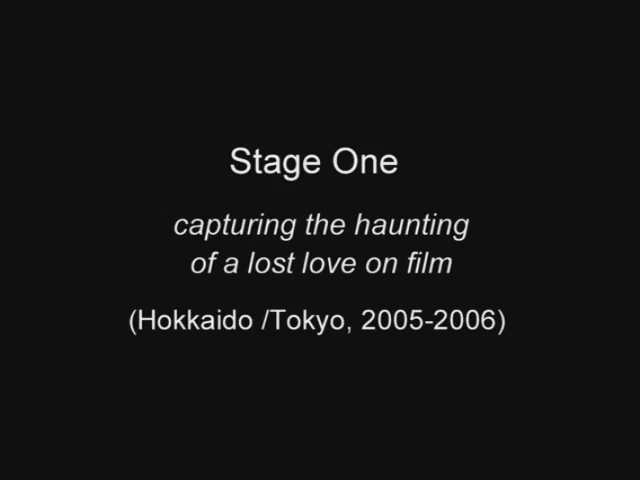 Stage One
capturing the haunting
of a lost love on film
(Hokkaido /Tokyo, 2005-2006)